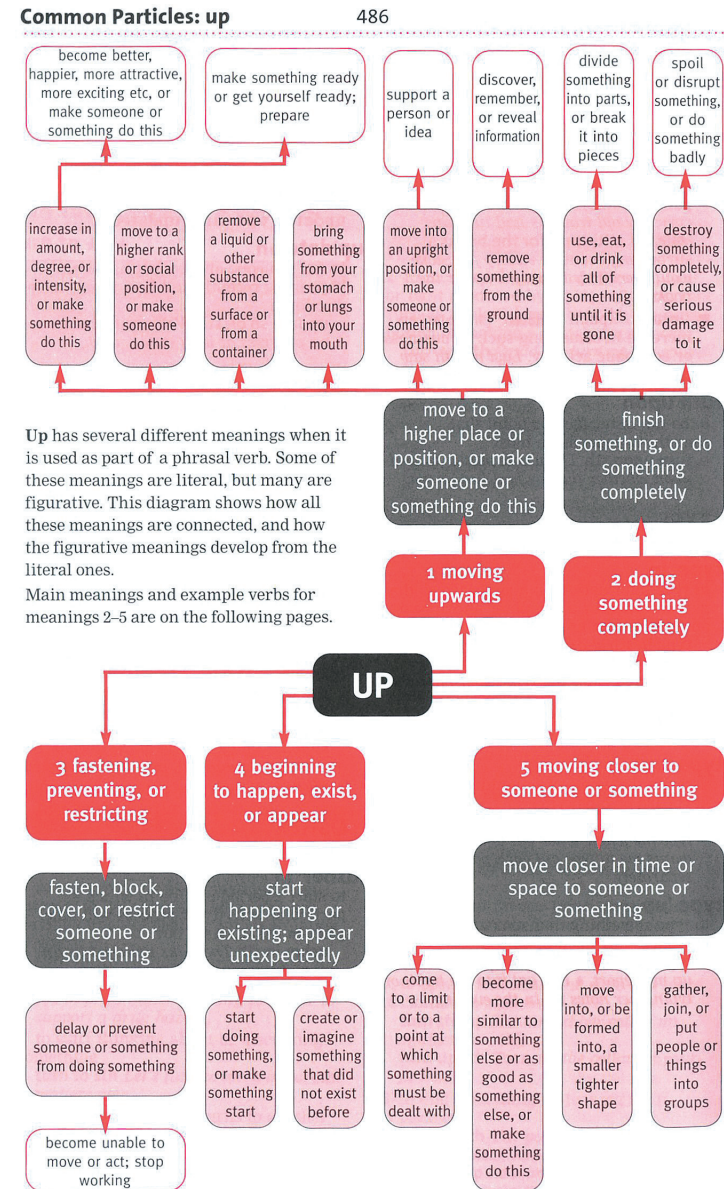 Common Particles: up
486
become better,
happier, more attractive,
more exciting etc, or
make someone or
something do this
make something ready
or get yourself ready;
prepare
support a
person or
idea
discover,
remember,
or reveal
information
divide
something
into parts,
or break
it into
pieces
spoil
or disrupt
something,
or do
something
badly
increase in
amount,
degree, or
intensity,
or make
something
do this
move to a
higher rank
or social
position,
or make
someone
do this
remove
a liquid or
other
substance
from a
surface or
from a
container
bring
something
from your
stomach
or lungs
into your
mouth
move into
an upright
position, or
make
someone or
something
do this
remove
something
from the
ground
use, eat,
or drink
all of
something
until it is
gone
destroy
something
completely,
or cause
serious
damage
to it
move to a
higher place or
position, or make
someone or
something do this
finish
something, or do
something
completely
Up has several different meanings when it
is used as part of a phrasal verb. Some of
these meanings are literal, but many are
figurative. This diagram shows how all
these meanings are connected, and how
the figurative meanings develop from the
literal ones.
Main meanings and example verbs for
meanings 2–5 are on the following pages.
1 moving
upwards
2 doing
something
completely
UP
3 fastening,
preventing, or
restricting
4 beginning
to happen, exist,
or appear
5 moving closer to
someone or something
fasten, block,
cover, or restrict
someone or
something
start
happening or
existing; appear
unexpectedly
move closer in time or
space to someone or
something
delay or prevent
someone or something
from doing something
start
doing
something,
or make
something
start
create or
imagine
something
that did
not exist
before
come
to a limit
or to a
point at
which
something
must be
dealt with
become
more
similar to
something
else or as
good as
something
else, or
make
something
do this
move
into, or be
formed
into, a
smaller
tighter
shape
gather,
join, or
put
people or
things
into
groups
become unable to
move or act; stop
working